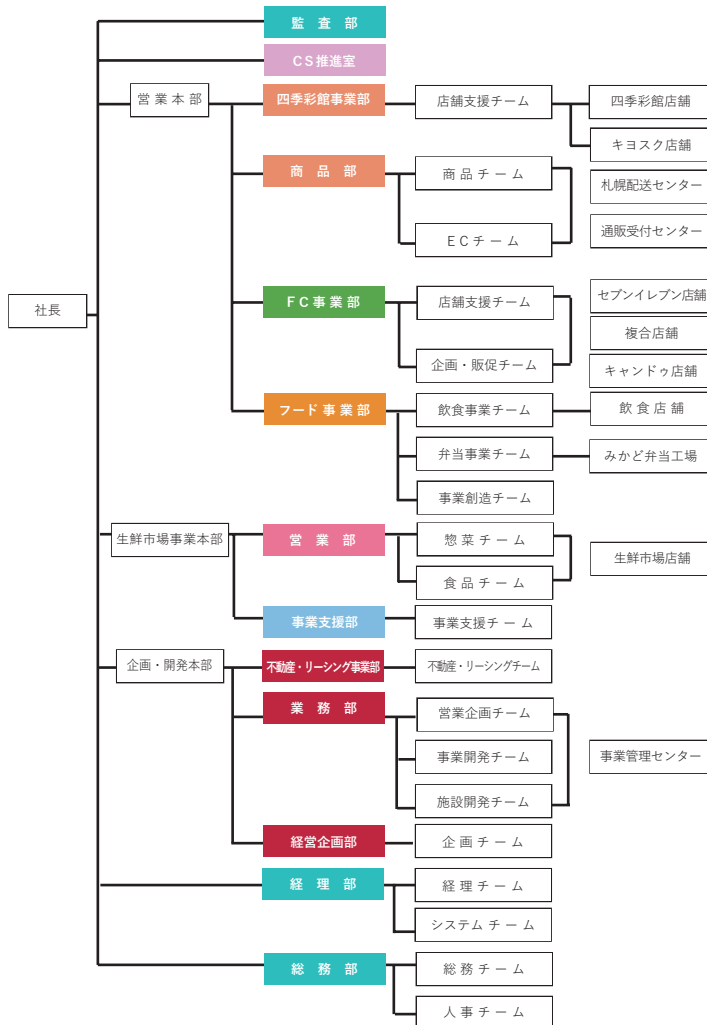 監査部
CS推進室
営業本部
四季彩館事業部
店舗支援チーム
四季彩館店舗
キヨスク店舗
商品部
商品チーム
札幌配送センター
ECチーム
通販受付センター
社長
FC事業部
店舗支援チーム
セブンイレブン店舗
複合店舗
企画・販促チーム
キャンドゥ店舗
フード事業部
飲食事業チーム
飲食店舗
弁当事業チーム
みかど弁当工場
事業創造チーム
生鮮市場事業本部
営業部
惣菜チーム
生鮮市場店舗
食品チーム
事業支援部
事業支援チーム
企画・開発本部
不動産・リーシング事業部
不動産・リーシングチーム
業務部
営業企画チーム
事業開発チーム
事業管理センター
施設開発チーム
経営企画部
企画チーム
経理部
経理チーム
システムチーム
総務部
総務チーム
人事チーム